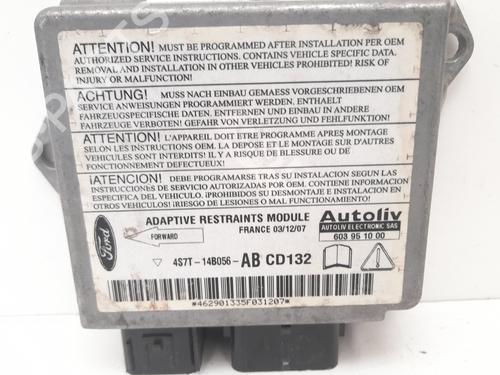 ATTENTION! MUST BE PROGRAMMED AFTER INSTALLATION PER OEM
AUTHORIZED SERVICE INSTRUCTIONS. CONTAINS VEHICLE SPECIFIC DATA.
REMOVAL AND INSTALLATION IN OTHER VEHICLES PROHIBITED! RISK OF
INJURY OR MALFUNCTION!
ACHTUNG! MUSS NACH EINBAU GEMAESS VORGESCHRIEBENEN OEM
SERVICE ANWEISUNGEN PROGRAMMIERT WERDEN. ENTHAELT
FAHRZEUGSPECIFISCHE DATEN. ENTFERNEN UND EINBAU IN ANDERE
FAHRZEUGE VERBOTEN! GEFAHR VON VERLETZUNG UND FEHLFUNKTION!
ATTENTION! L'APPAREIL DOIT ETRE PROGRAMME APRES MONTAGE
SELON LES INSTRUCTIONS OEM. LA DEPOSE ET LE MONTAGE DU D'AUTRES
VEHICULES SONT INTERDITS! IL Y A RISQUE DE BLESSURE OU DE
FONCTIONNEMENT DEFECTUEUX!
¡ATENCION! DEBE PROGRAMARSE TRAS SU INSTALACION SEGUN LAS
INSTRUCCIONES DE SERVICIO AUTORIZADAS POR OEM. CONTIENE INFORMACION
ESPECIFICA DEL VEHICULO. ¡PROHIBIDOS SU DESMONTAJE E INSTALACION
EN OTROS VEHICULOS! ¡RIESGO DE LESIONES O MAL FUNCIONAMIENTO!
Ford
FORWARD
ADAPTIVE RESTRAINTS MODULE
FRANCE 03/12/07
Autoliv
AUTOLIV ELECTRONIC SAS
603 95 10 00
4S7T-14B056-AB CD132
*462901335F031207*